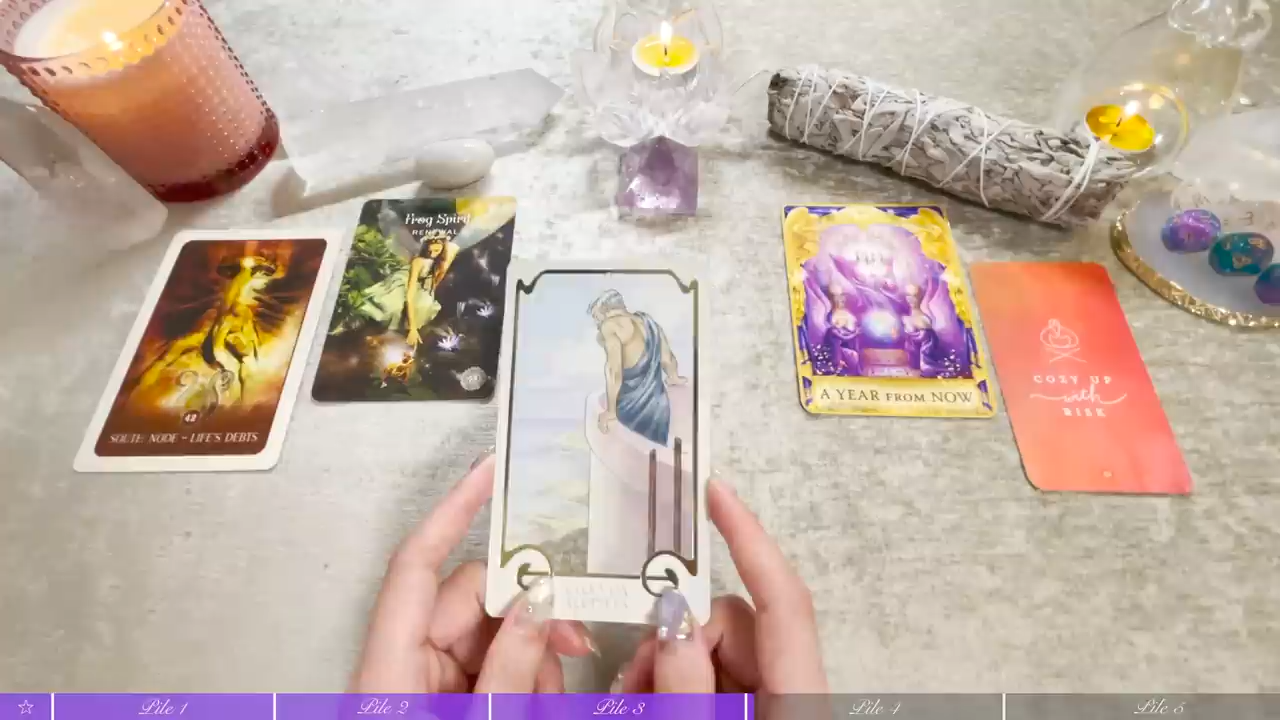 Frog Spirit
RENEWAL
SOUTH NODE - LIFE'S DEBTS
42
A YEAR FROM NOW
COZY UP
with
RISK
☆
Pile 1
Pile 2
Pile 3
Pile 4
Pile 5